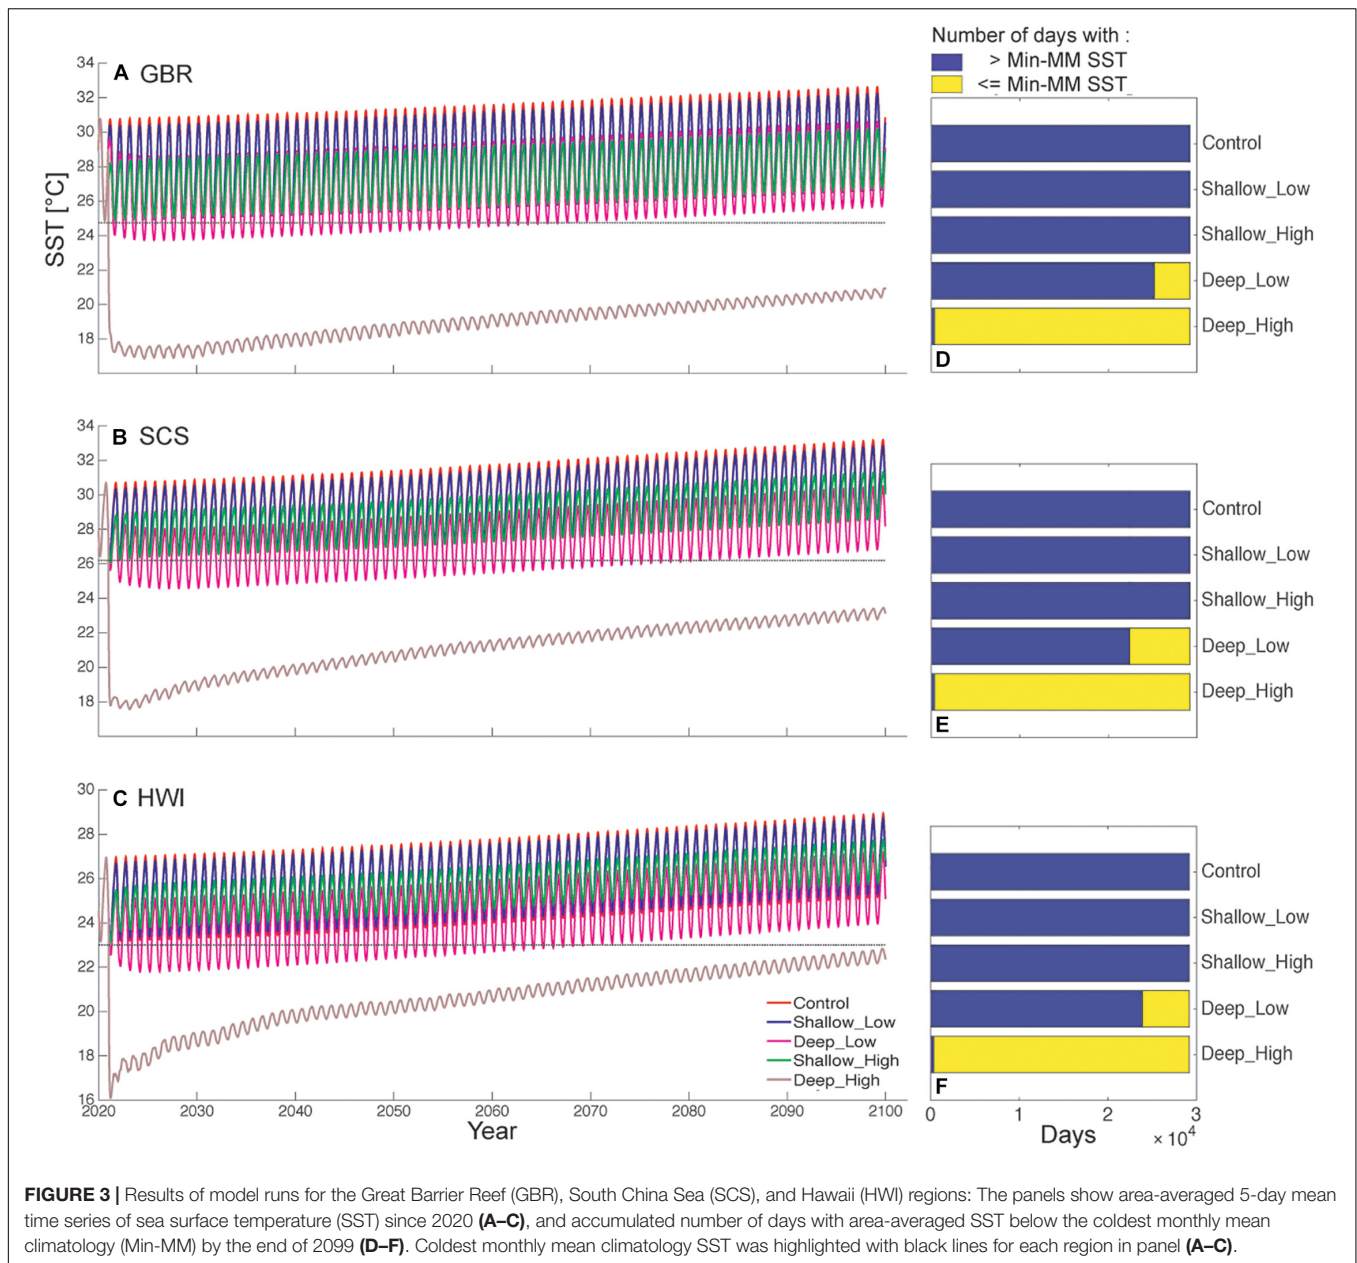 Number of days with :
> Min-MM SST
<= Min-MM SST
A GBR
34
32
30
28
26
24
22
20
18
SST [°C]
Control
Shallow_Low
Shallow_High
Deep_Low
Deep_High
D
B SCS
34
32
30
28
26
24
22
20
18
Control
Shallow_Low
Shallow_High
Deep_Low
Deep_High
E
C HWI
30
28
26
24
22
20
18
16
Control
Shallow_Low
Deep_Low
Shallow_High
Deep_High
2020 2030 2040 2050 2060 2070 2080 2090 2100
Year
Control
Shallow_Low
Shallow_High
Deep_Low
Deep_High
F
0 1 2 3
Days × 10⁴
FIGURE 3 | Results of model runs for the Great Barrier Reef (GBR), South China Sea (SCS), and Hawaii (HWI) regions: The panels show area-averaged 5-day mean
time series of sea surface temperature (SST) since 2020 (A–C), and accumulated number of days with area-averaged SST below the coldest monthly mean
climatology (Min-MM) by the end of 2099 (D–F). Coldest monthly mean climatology SST was highlighted with black lines for each region in panel (A–C).